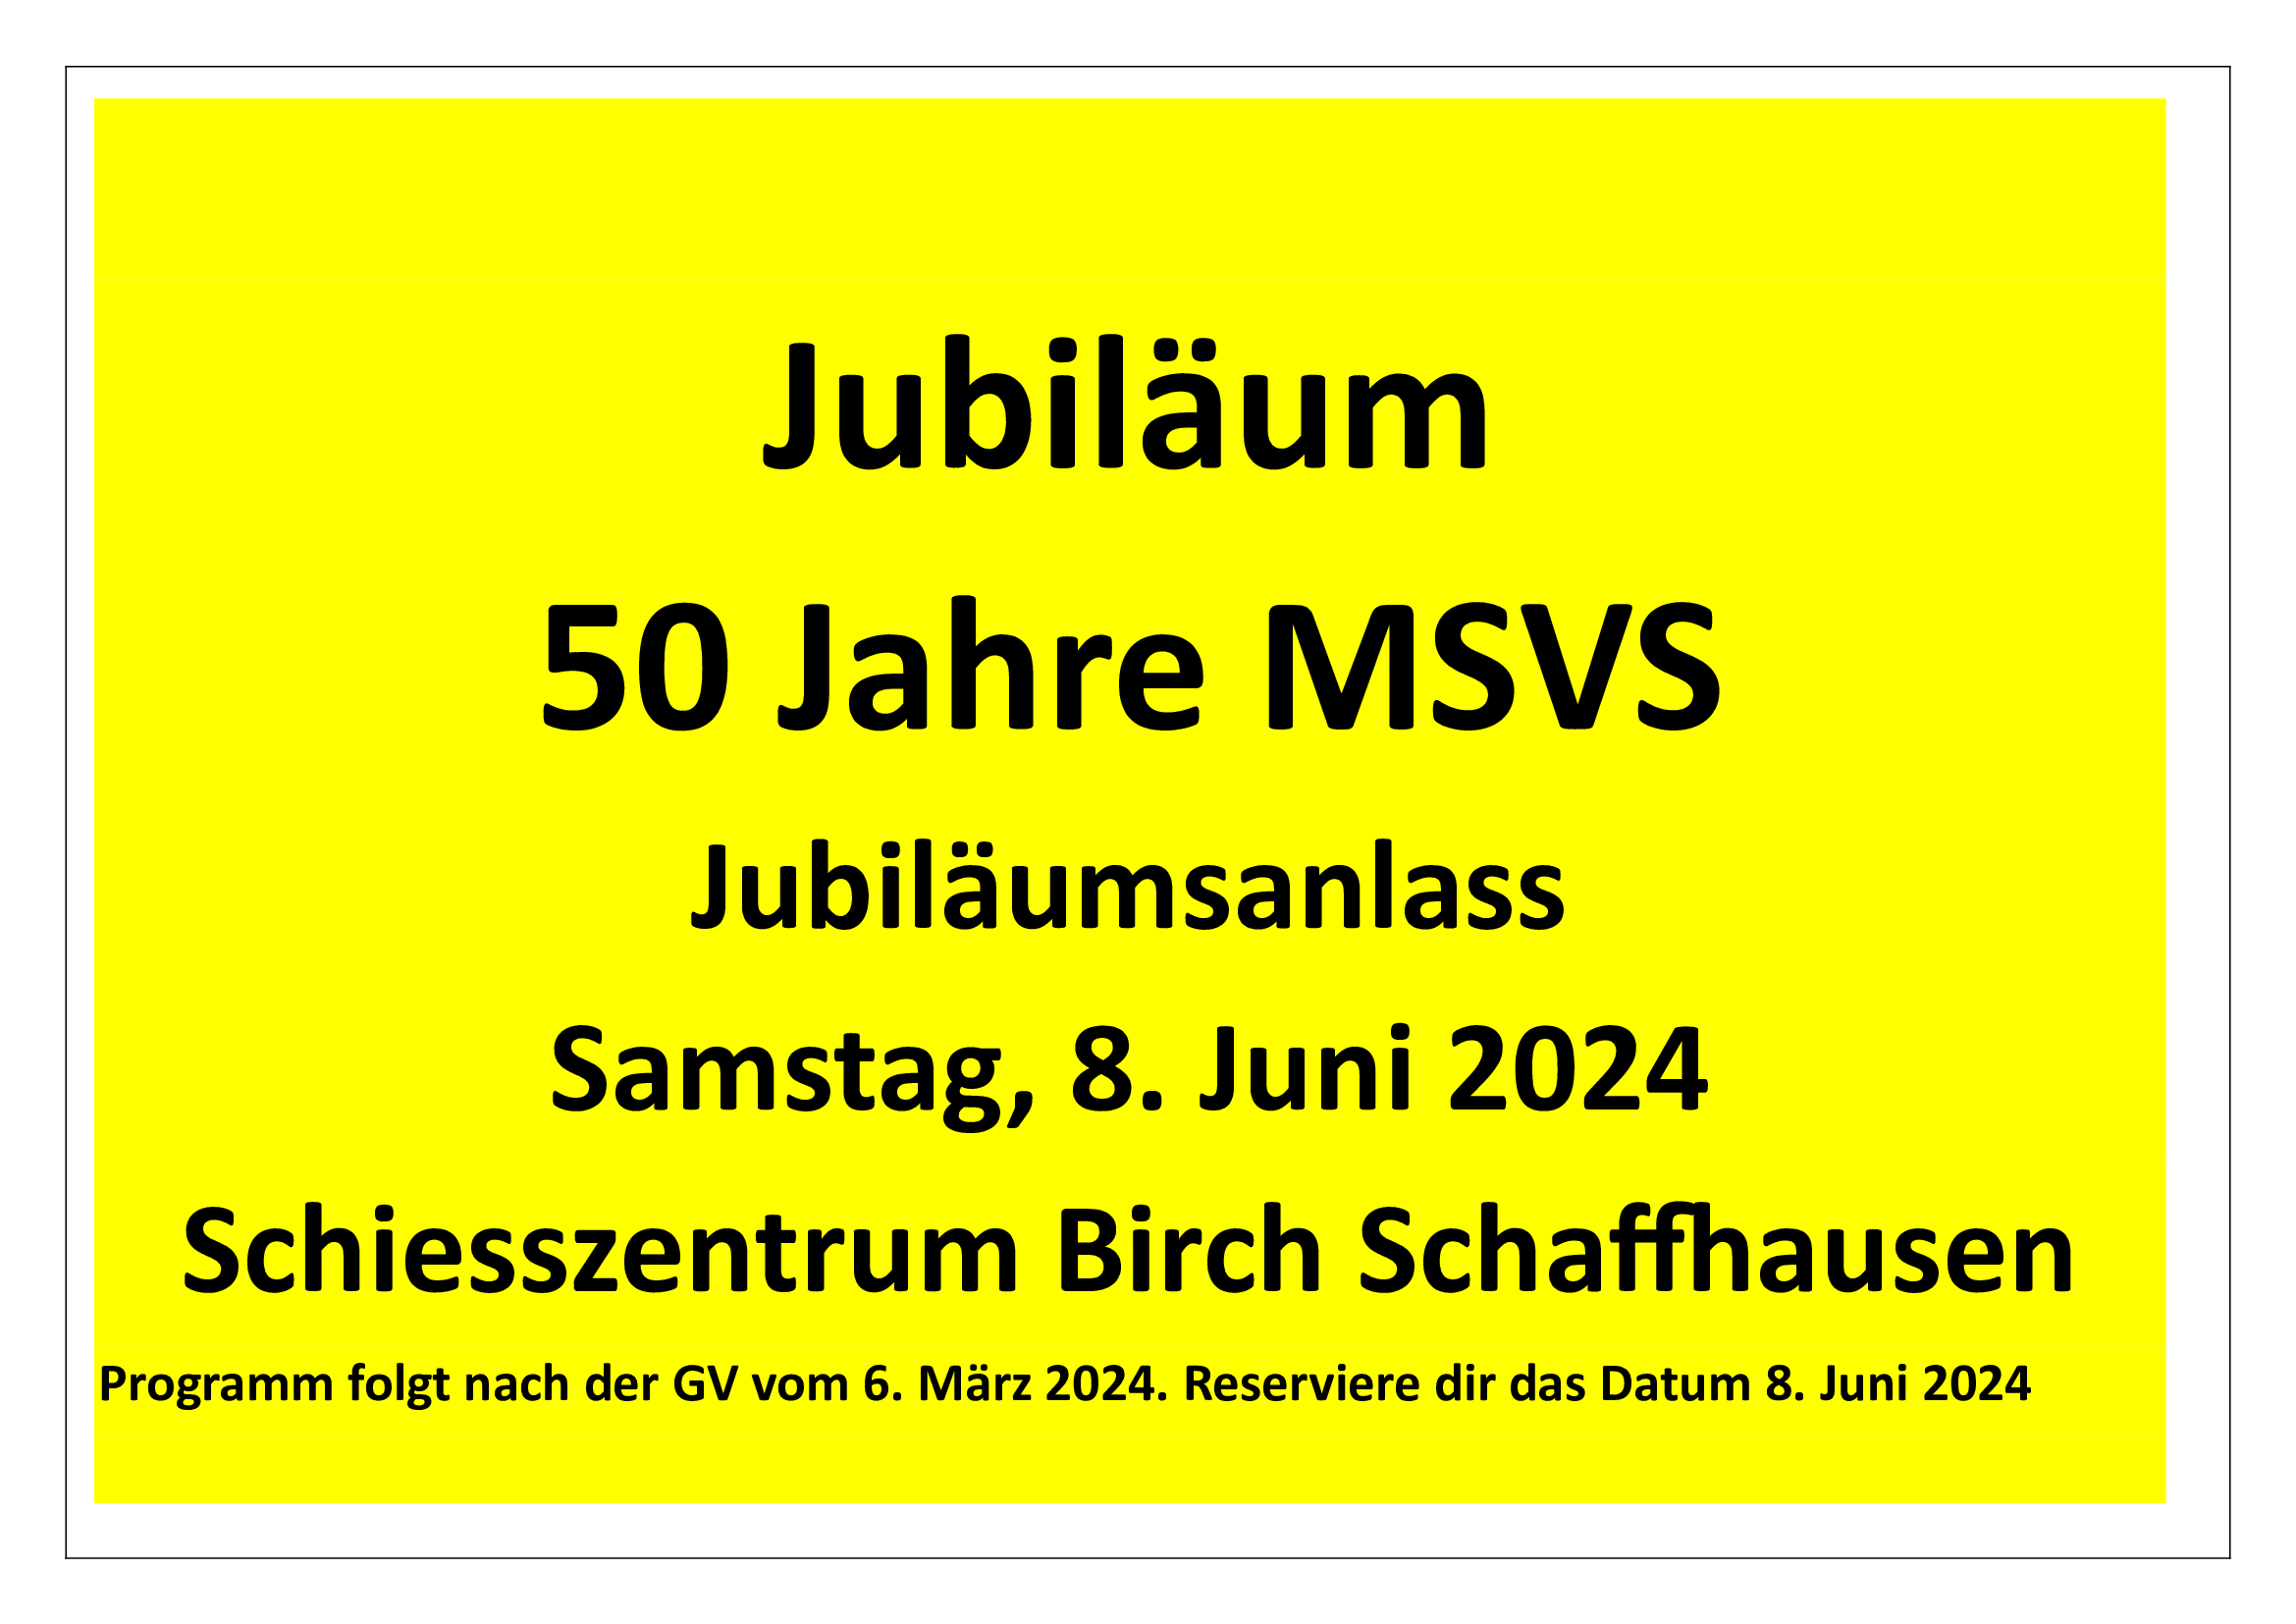 Jubiläum
50 Jahre MSVS
Jubiläumsanlass
Samstag, 8. Juni 2024
Schiesszentrum Birch Schaffhausen
Programm folgt nach der GV vom 6. März 2024. Reserviere dir das Datum 8. Juni 2024